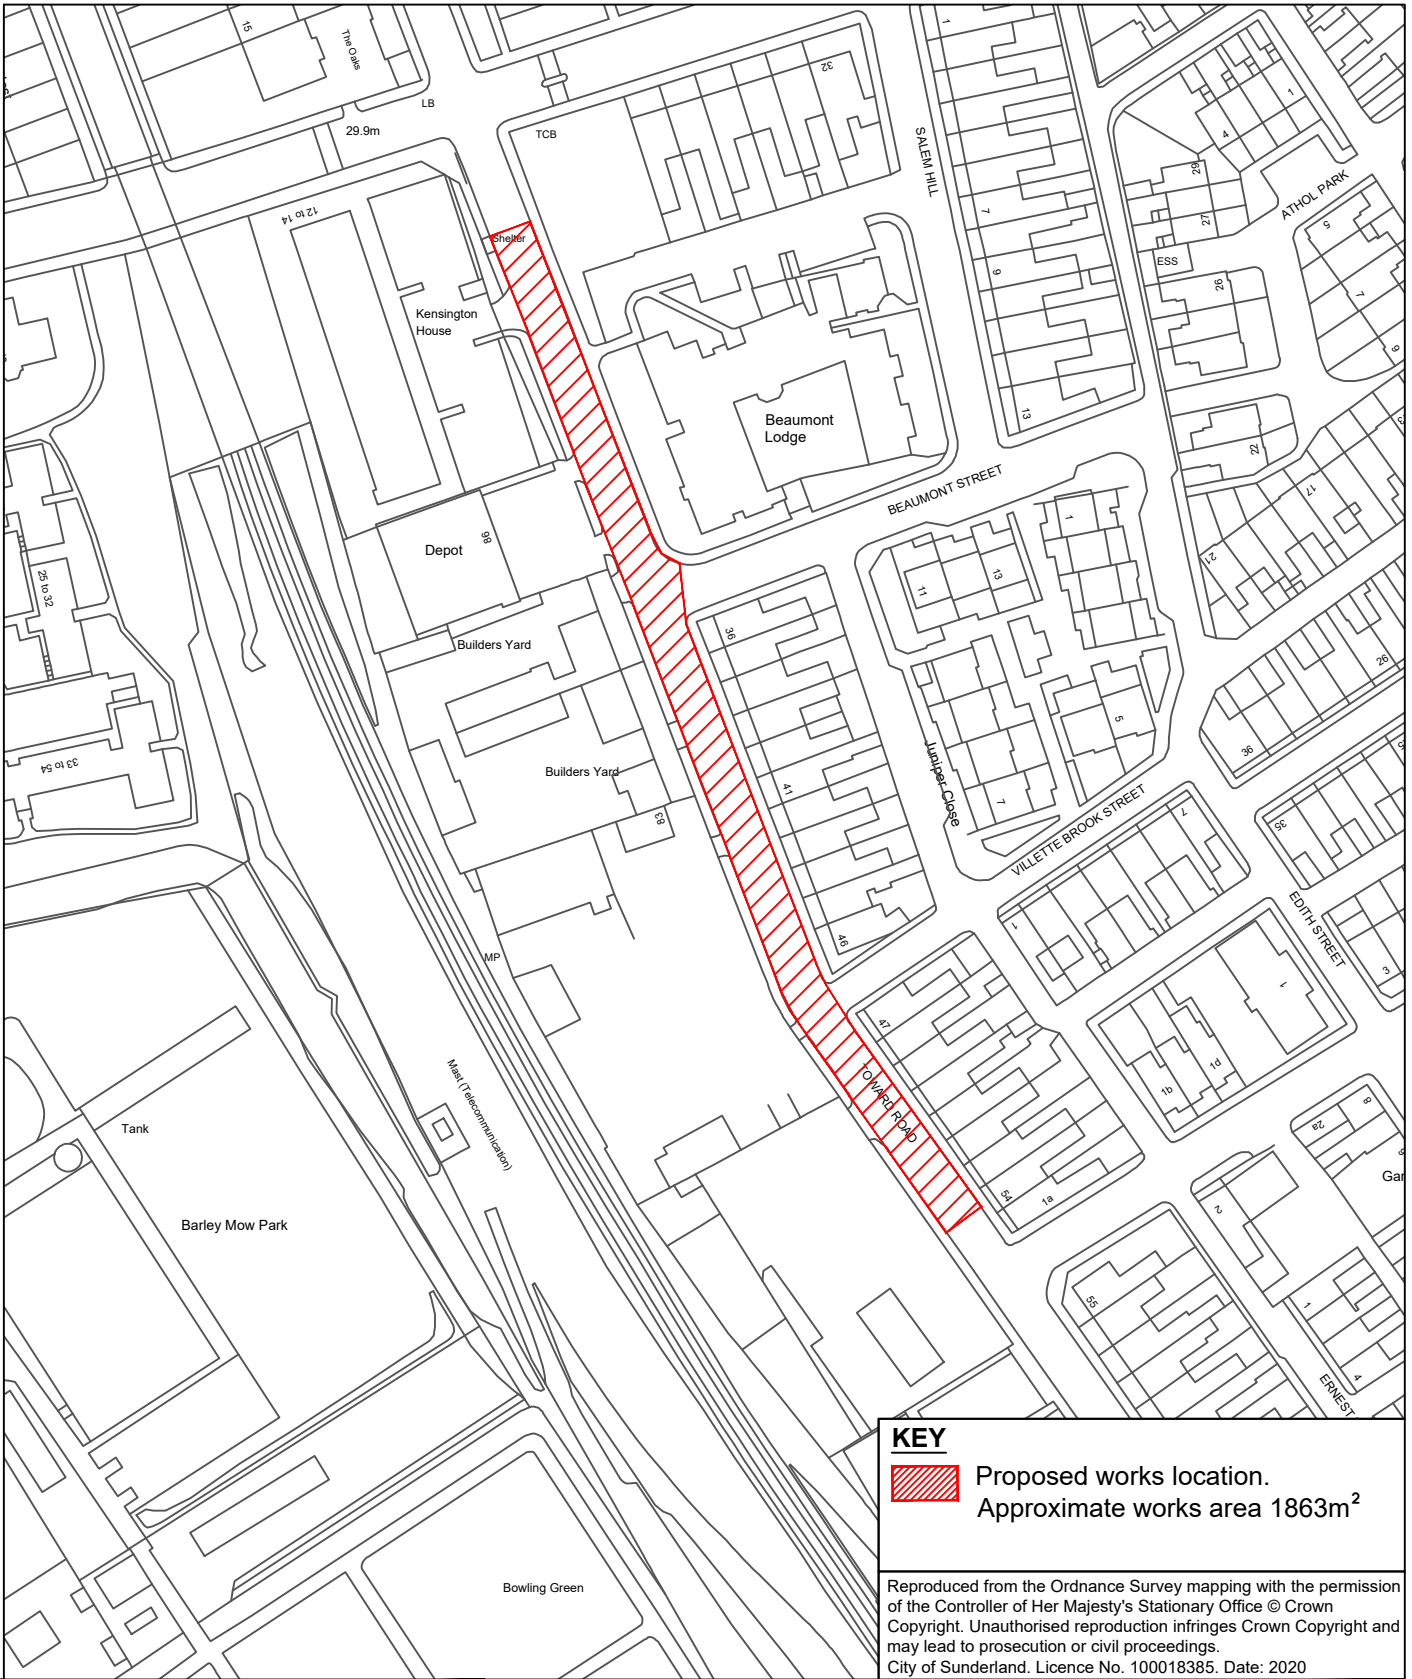 15
The Oaks
LB
29.9m
TCB
32
1
SALEM HILL
7
9
13
4
1
29
27
ATHOL PARK
5
7
9
ESS
26
22
17
21
12 to 14
Shelter
Kensington
House
Beaumont
Lodge
BEAUMONT STREET
Depot
98
25 to 32
Builders Yard
36
11
13
1
5
7
Juniper Close
26
36
33 to 54
Builders Yard
83
41
46
VILLETTE BROOK STREET
7
1
35
EDITH STREET
3
MP
47
TOWARD ROAD
1
1b
1d
Mast (Telecommunication)
Tank
Barley Mow Park
54
1a
2a
8
2
55
1
4
ERNEST
Bowling Green
KEY
Proposed works location.
Approximate works area 1863m²
Reproduced from the Ordnance Survey mapping with the permission
of the Controller of Her Majesty's Stationary Office © Crown
Copyright. Unauthorised reproduction infringes Crown Copyright and
may lead to prosecution or civil proceedings.
City of Sunderland. Licence No. 100018385. Date: 2020